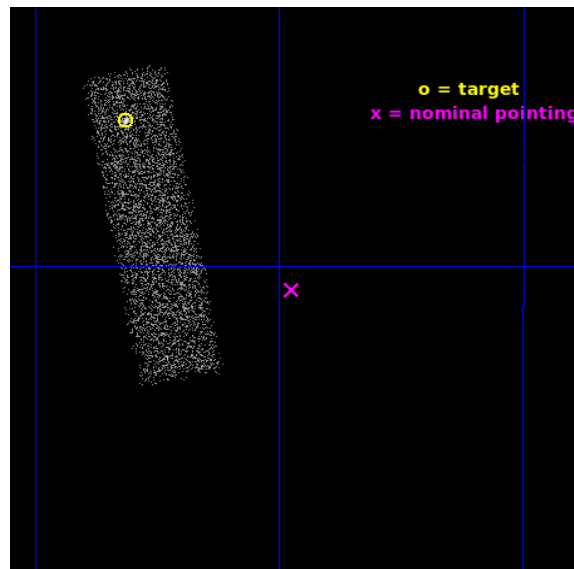 o = target
x = nominal pointing